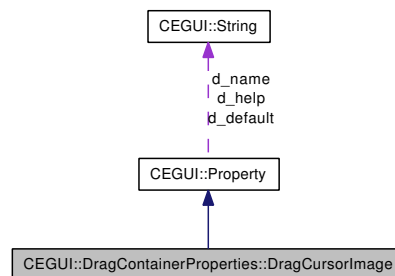 CEGUI::String
d_name
d_help
d_default
CEGUI::Property
CEGUI::DragContainerProperties::DragCursorImage